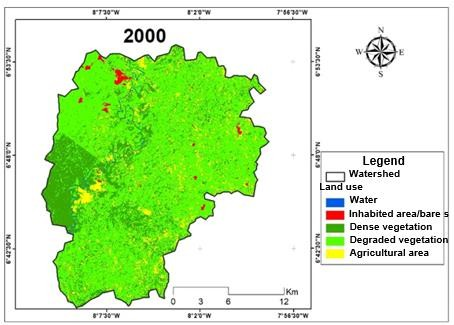 8°7'30"W 8°2'0"W 7°56'30"W
2000
N
W E
S
6°53'30"N 6°53'30"N
6°48'0"N 6°48'0"N
6°42'30"N 6°42'30"N
Legend
Watershed
Land use
Water
Inhabited area/bare s
Dense vegetation
Degraded vegetation
Agricultural area
Km
0 3 6 12
8°7'30"W 8°2'0"W 7°56'30"W